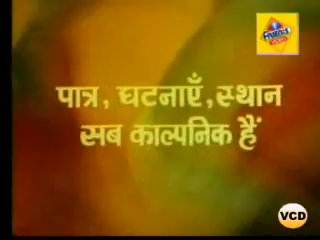 पात्र, घटनाएँ, स्थान
सब काल्पनिक हैं
VCD